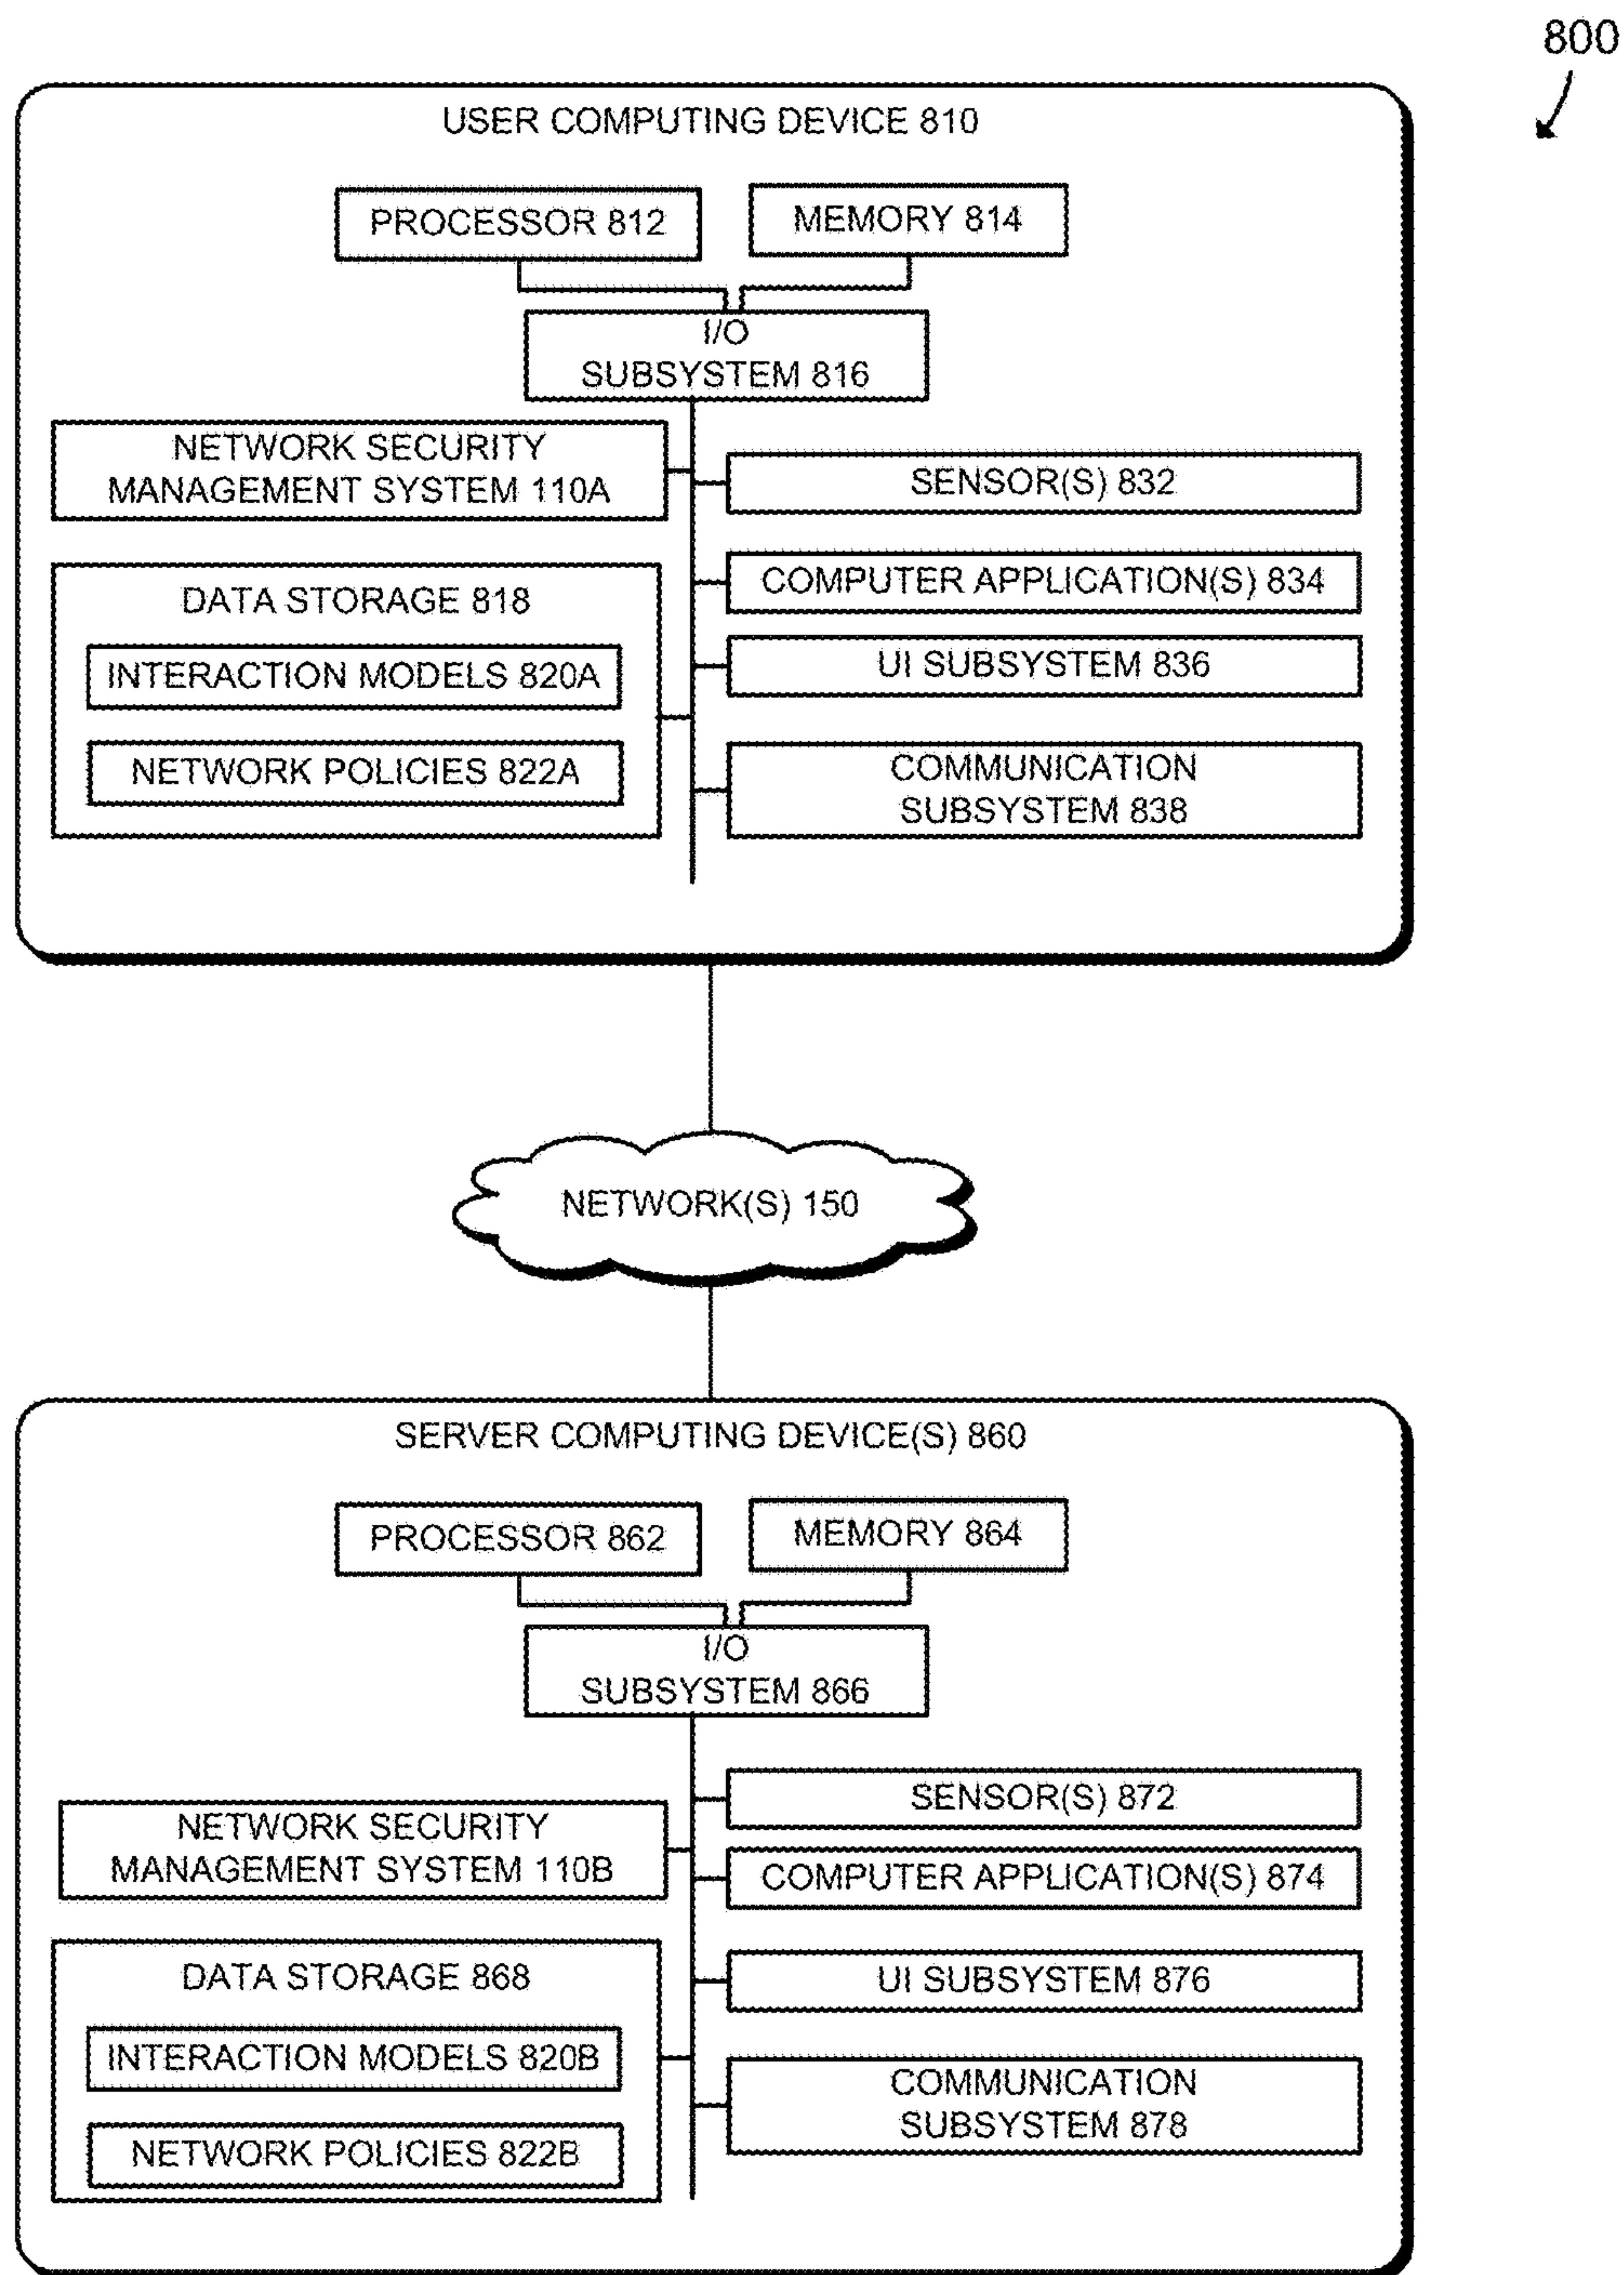 800
USER COMPUTING DEVICE 810
PROCESSOR 812
MEMORY 814
I/O
SUBSYSTEM 816
NETWORK SECURITY
MANAGEMENT SYSTEM 110A
DATA STORAGE 818
INTERACTION MODELS 820A
NETWORK POLICIES 822A
SENSOR(S) 832
COMPUTER APPLICATION(S) 834
UI SUBSYSTEM 836
COMMUNICATION
SUBSYSTEM 838
NETWORK(S) 150
SERVER COMPUTING DEVICE(S) 860
PROCESSOR 862
MEMORY 864
I/O
SUBSYSTEM 866
NETWORK SECURITY
MANAGEMENT SYSTEM 110B
DATA STORAGE 868
INTERACTION MODELS 820B
NETWORK POLICIES 822B
SENSOR(S) 872
COMPUTER APPLICATION(S) 874
UI SUBSYSTEM 876
COMMUNICATION
SUBSYSTEM 878